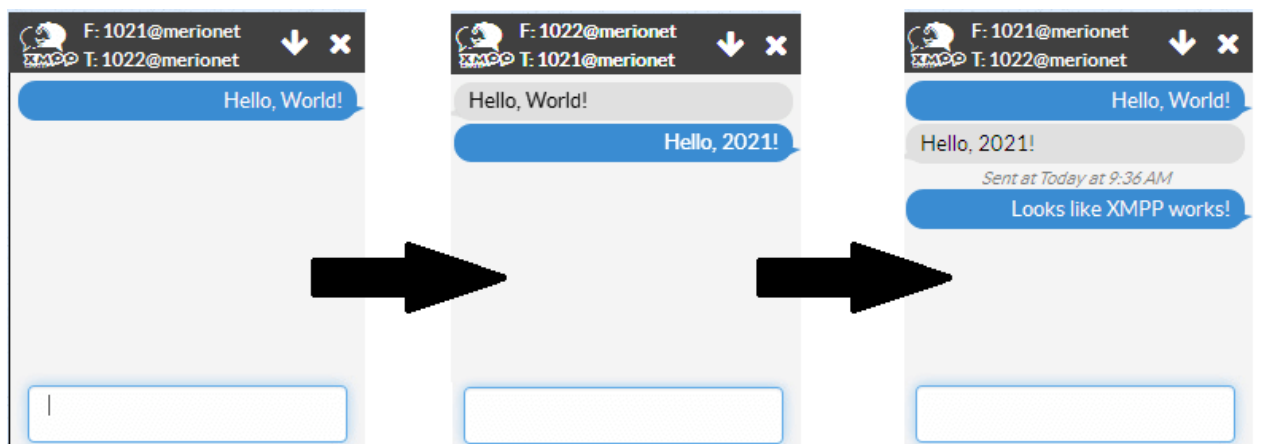 F: 1021@merionet
XMPP T: 1022@merionet
Hello, World!
F: 1022@merionet
XMPP T: 1021@merionet
Hello, World!
Hello, 2021!
F: 1021@merionet
XMPP T: 1022@merionet
Hello, World!
Hello, 2021!
Sent at Today at 9:36 AM
Looks like XMPP works!